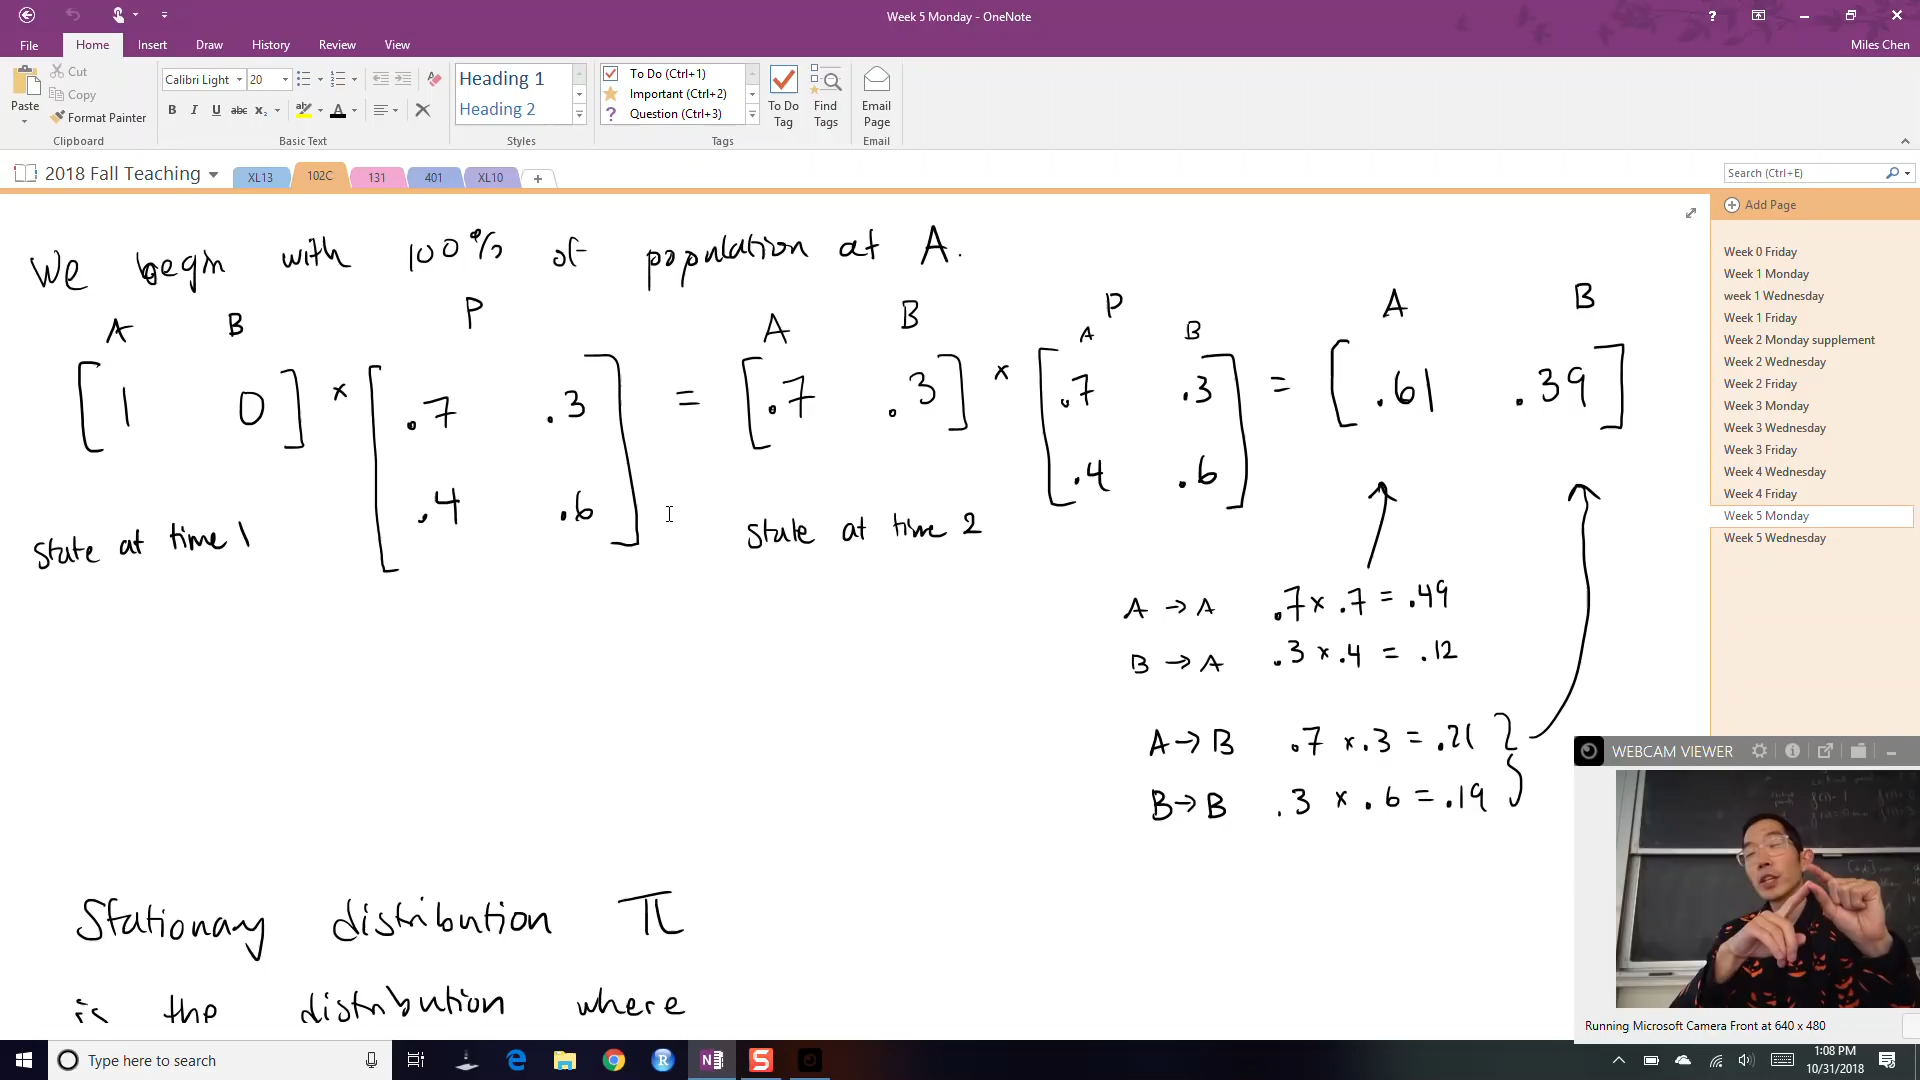 Week 5 Monday - OneNote
?
File Home Insert Draw History Review View
Miles Chen
Paste
Cut
Copy
Format Painter
Clipboard
Calibri Light 20
B I U abc x₂ A
Basic Text
Heading 1
Heading 2
Styles
To Do (Ctrl+1)
Important (Ctrl+2)
? Question (Ctrl+3)
Tags
To Do Tag
Find Tags
Email Page
Email
2018 Fall Teaching
XL13 102C 131 401 XL10 +
Search (Ctrl+E)
Add Page
Week 0 Friday
Week 1 Monday
week 1 Wednesday
Week 1 Friday
Week 2 Monday supplement
Week 2 Wednesday
Week 2 Friday
Week 3 Monday
Week 3 Wednesday
Week 3 Friday
Week 4 Wednesday
Week 4 Friday
Week 5 Monday
Week 5 Wednesday
We begin with 100% of population at A.
A B P A B P A B
A B
[1 0] × [.7 .3 = [.7 .3] × [.7 .3 = [.61 .39]
.4 .6] .4 .6]
state at time 1 state at time 2
A → A .7 × .7 = .49
B → A .3 × .4 = .12
A → B .7 × .3 = .21
B → B .3 × .6 = .19
Stationary distribution π
is the distribution where
WEBCAM VIEWER
Running Microsoft Camera Front at 640 x 480
Type here to search
1:08 PM
10/31/2018